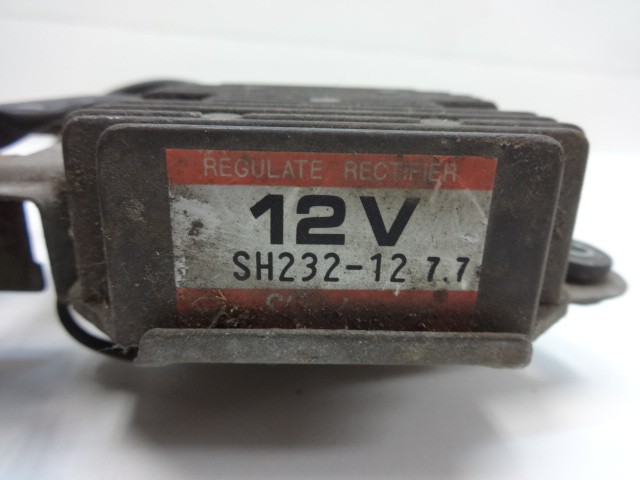 REGULATE RECTIFIER
12V
SH232-12 7.7